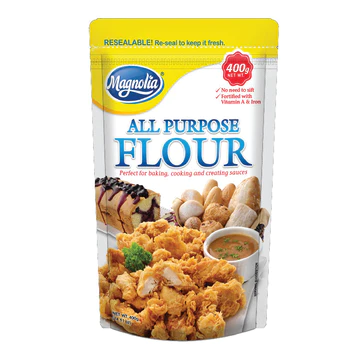 RESEALABLE! Re-seal to keep it fresh.
Magnolia
400g
NET WT.
✓ No need to sift
✓ Fortified with
Vitamin A & Iron
ALL PURPOSE
FLOUR
Perfect for baking, cooking and creating sauces
NET WT. 400g